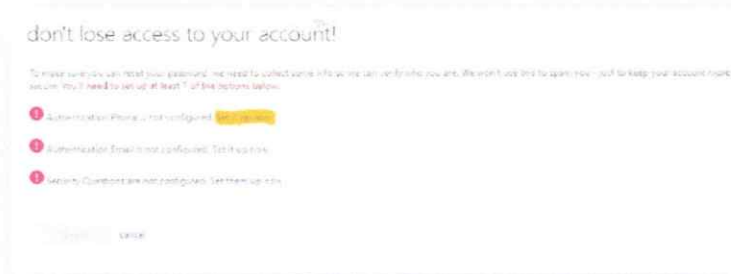 don't lose access to your account!
To make sure you can reset your password, we need to collect some info so we can verify who you are. We won't use this to spam you - just to keep your account more
secure. You'll need to set up at least 1 of the options below.
Authentication Phone is not configured. Set it up now
Authentication Email is not configured. Set it up now
Security Questions are not configured. Set them up now
cancel